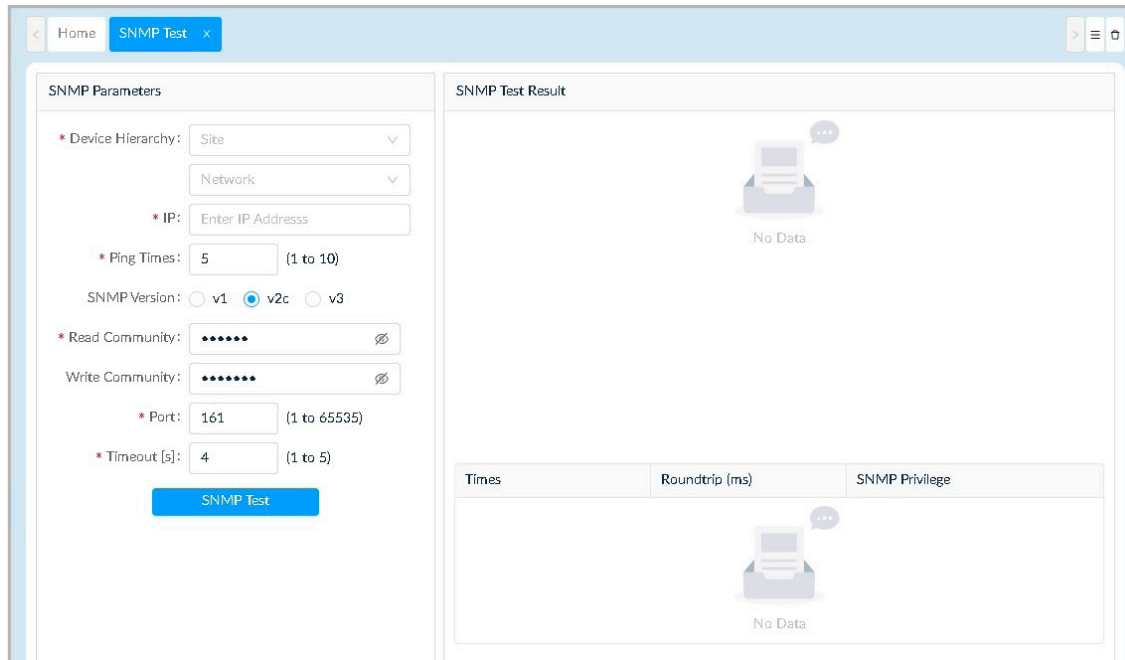 Home
SNMP Test
SNMP Parameters
* Device Hierarchy: Site
Network
* IP: Enter IP Addresss
* Ping Times: 5 (1 to 10)
SNMP Version: v1 v2c v3
* Read Community: ••••••
Write Community: •••••••
* Port: 161 (1 to 65535)
* Timeout [s]: 4 (1 to 5)
SNMP Test
SNMP Test Result
No Data
Times Roundtrip (ms) SNMP Privilege
No Data